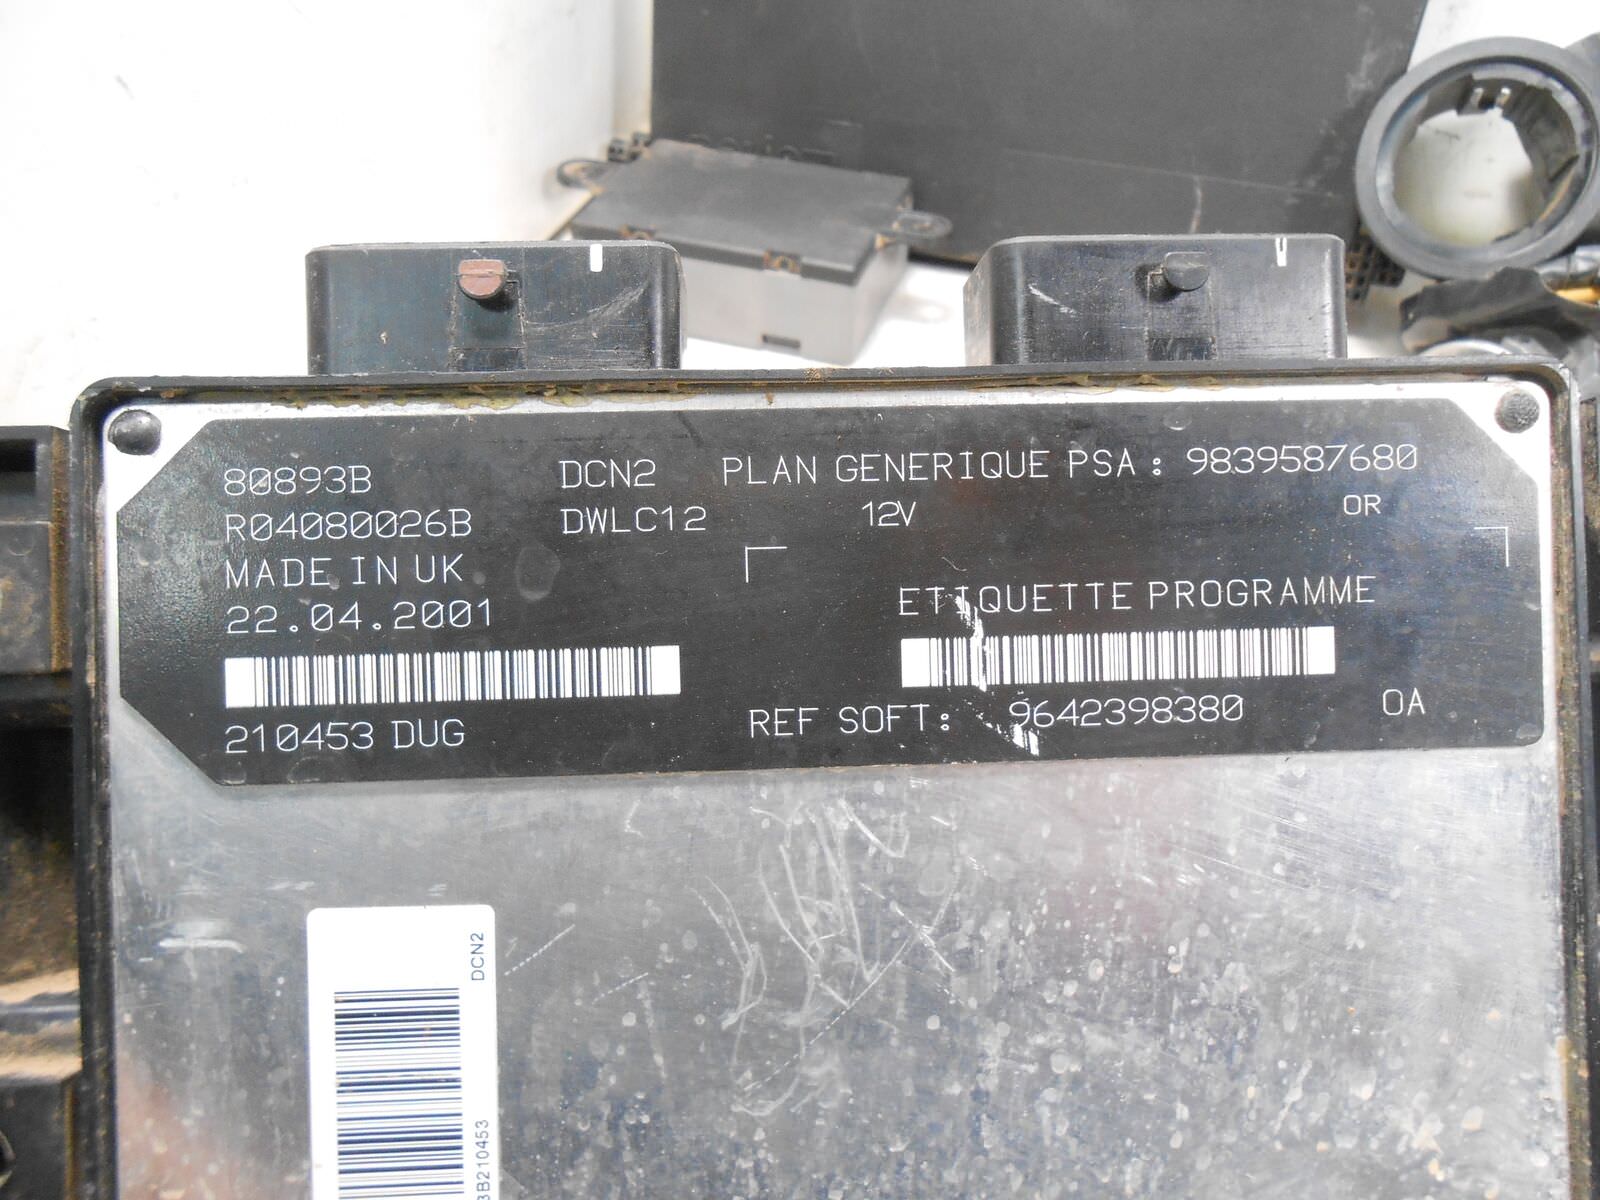 80893B DCN2 PLAN GENERIQUE PSA : 9839587680
R04080026B DWLC12 12V OR
MADE IN UK
22.04.2001
ETIQUETTE PROGRAMME
210453 DUG
REF SOFT: 9642398380 OA
DCN2
3B210453